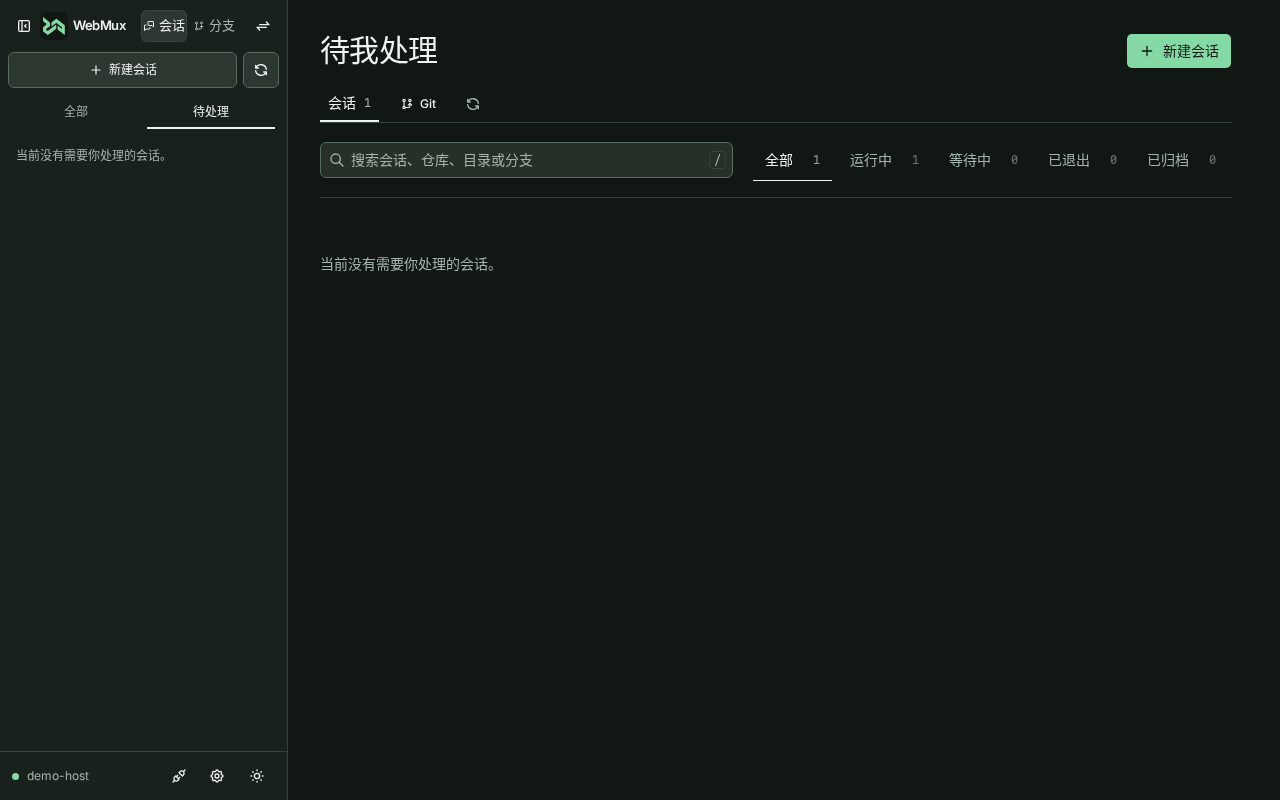 WebMux 会话 分支
新建会话
全部 待处理
当前没有需要你处理的会话。
demo-host
待我处理
新建会话
会话 1 Git
搜索会话、仓库、目录或分支 /
全部 1 运行中 1 等待中 0 已退出 0 已归档 0
当前没有需要你处理的会话。